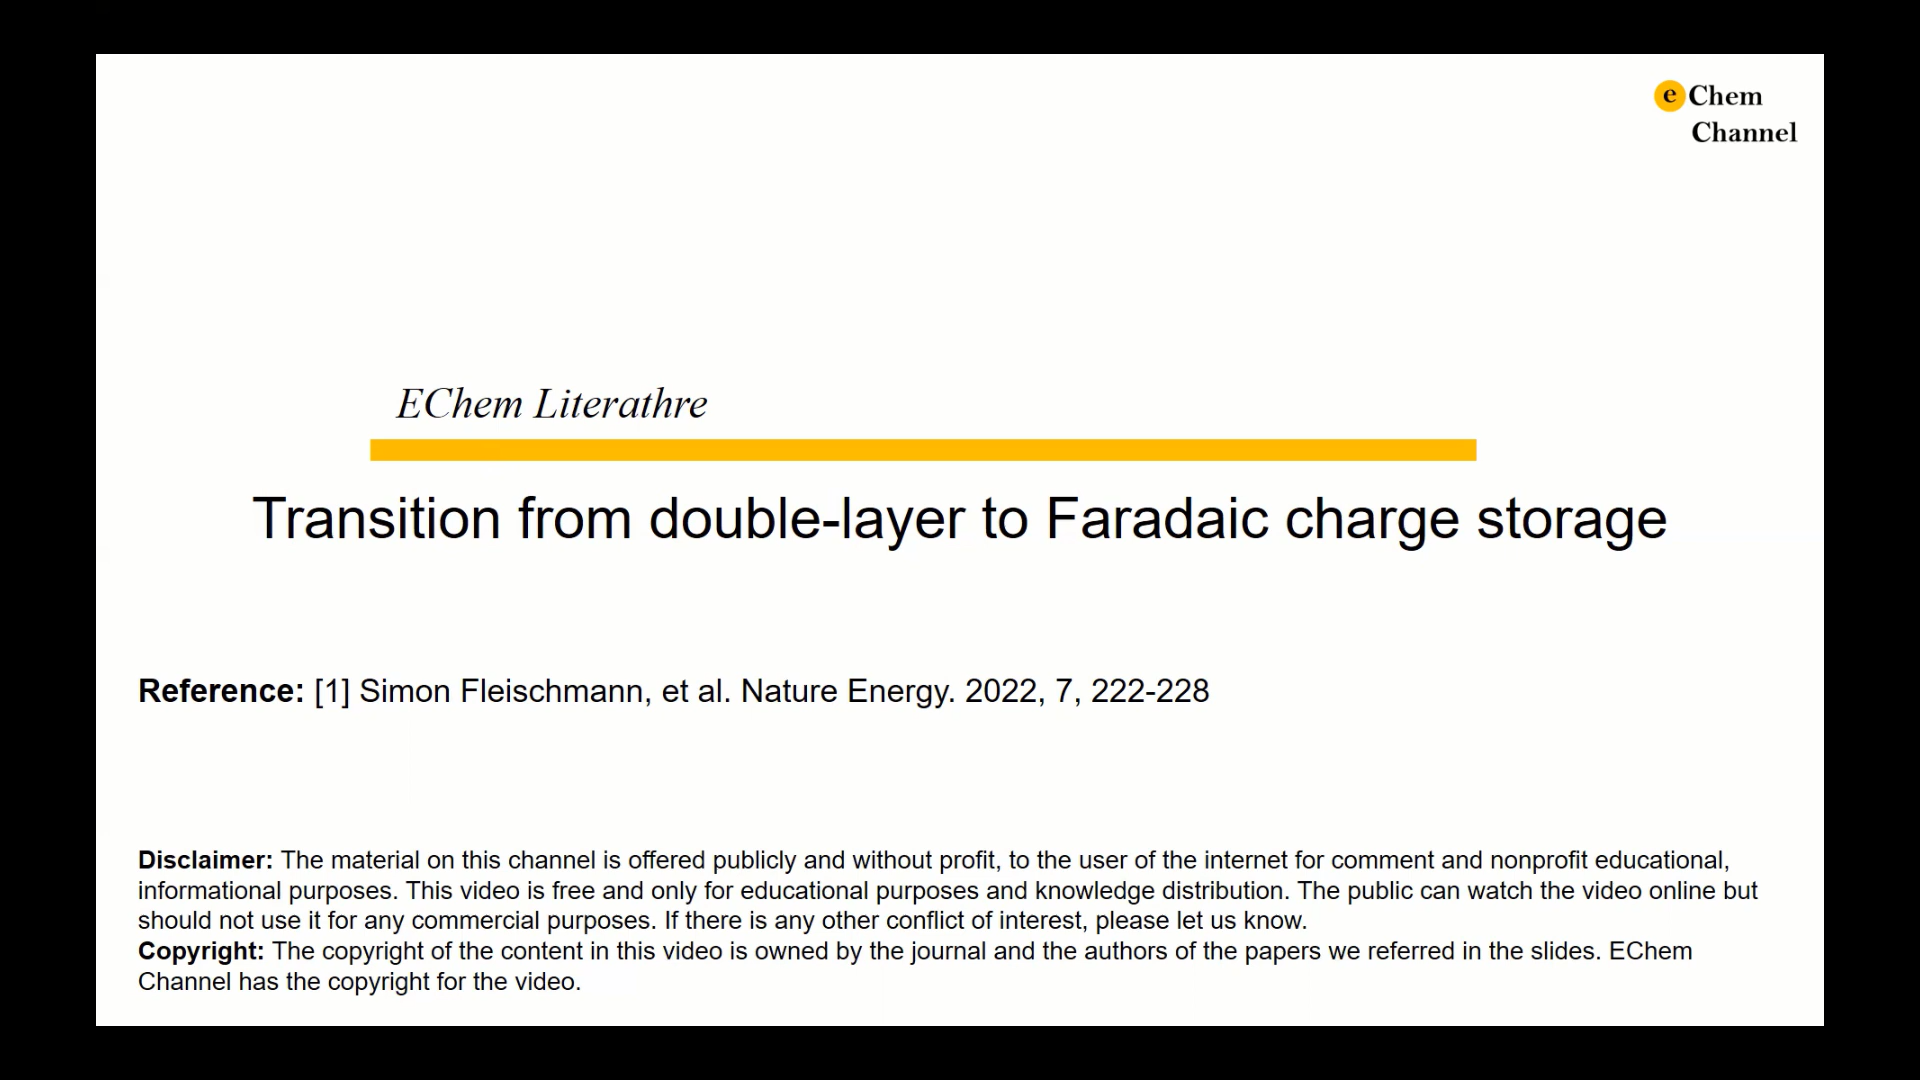 e Chem
Channel
EChem Literathre
Transition from double-layer to Faradaic charge storage
Reference: [1] Simon Fleischmann, et al. Nature Energy. 2022, 7, 222-228
Disclaimer: The material on this channel is offered publicly and without profit, to the user of the internet for comment and nonprofit educational,
informational purposes. This video is free and only for educational purposes and knowledge distribution. The public can watch the video online but
should not use it for any commercial purposes. If there is any other conflict of interest, please let us know.
Copyright: The copyright of the content in this video is owned by the journal and the authors of the papers we referred in the slides. EChem
Channel has the copyright for the video.